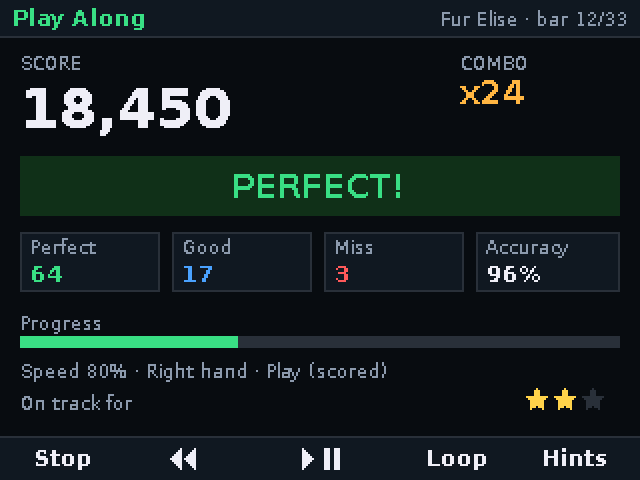 Play Along
Fur Elise · bar 12/33
SCORE
COMBO
18,450
x24
PERFECT!
Perfect
Good
Miss
Accuracy
64
17
3
96%
Progress
Speed 80% · Right hand · Play (scored)
On track for
Stop
Loop
Hints